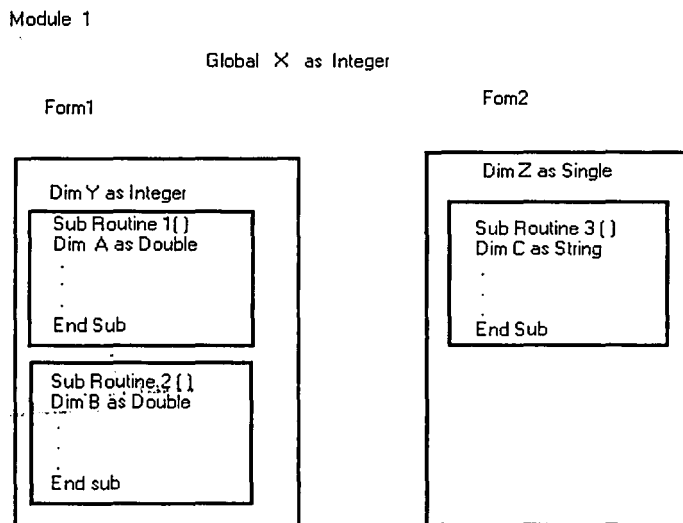 Module 1
Global X as Integer
Form1
Dim Y as Integer
Sub Routine 1( )
Dim A as Double
.
.
.
End Sub
Sub Routine 2 ( )
Dim B as Double
.
.
.
End sub
Fom2
Dim Z as Single
Sub Routine 3 ( )
Dim C as String
.
.
.
End Sub